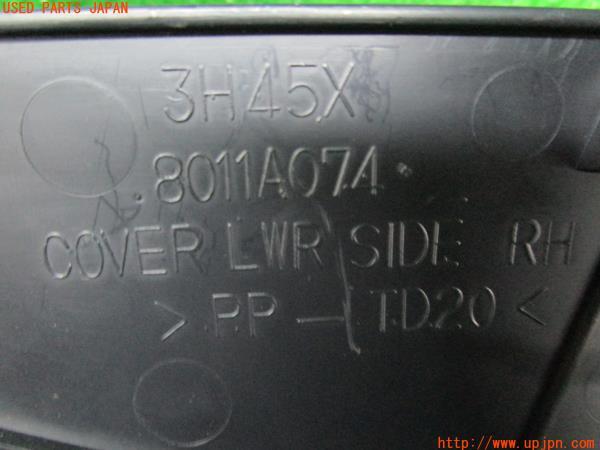 USED PARTS JAPAN
3H45X
8011A074
COVER LWR SIDE RH
> PP - TD20 <
http://www.upjpn.com